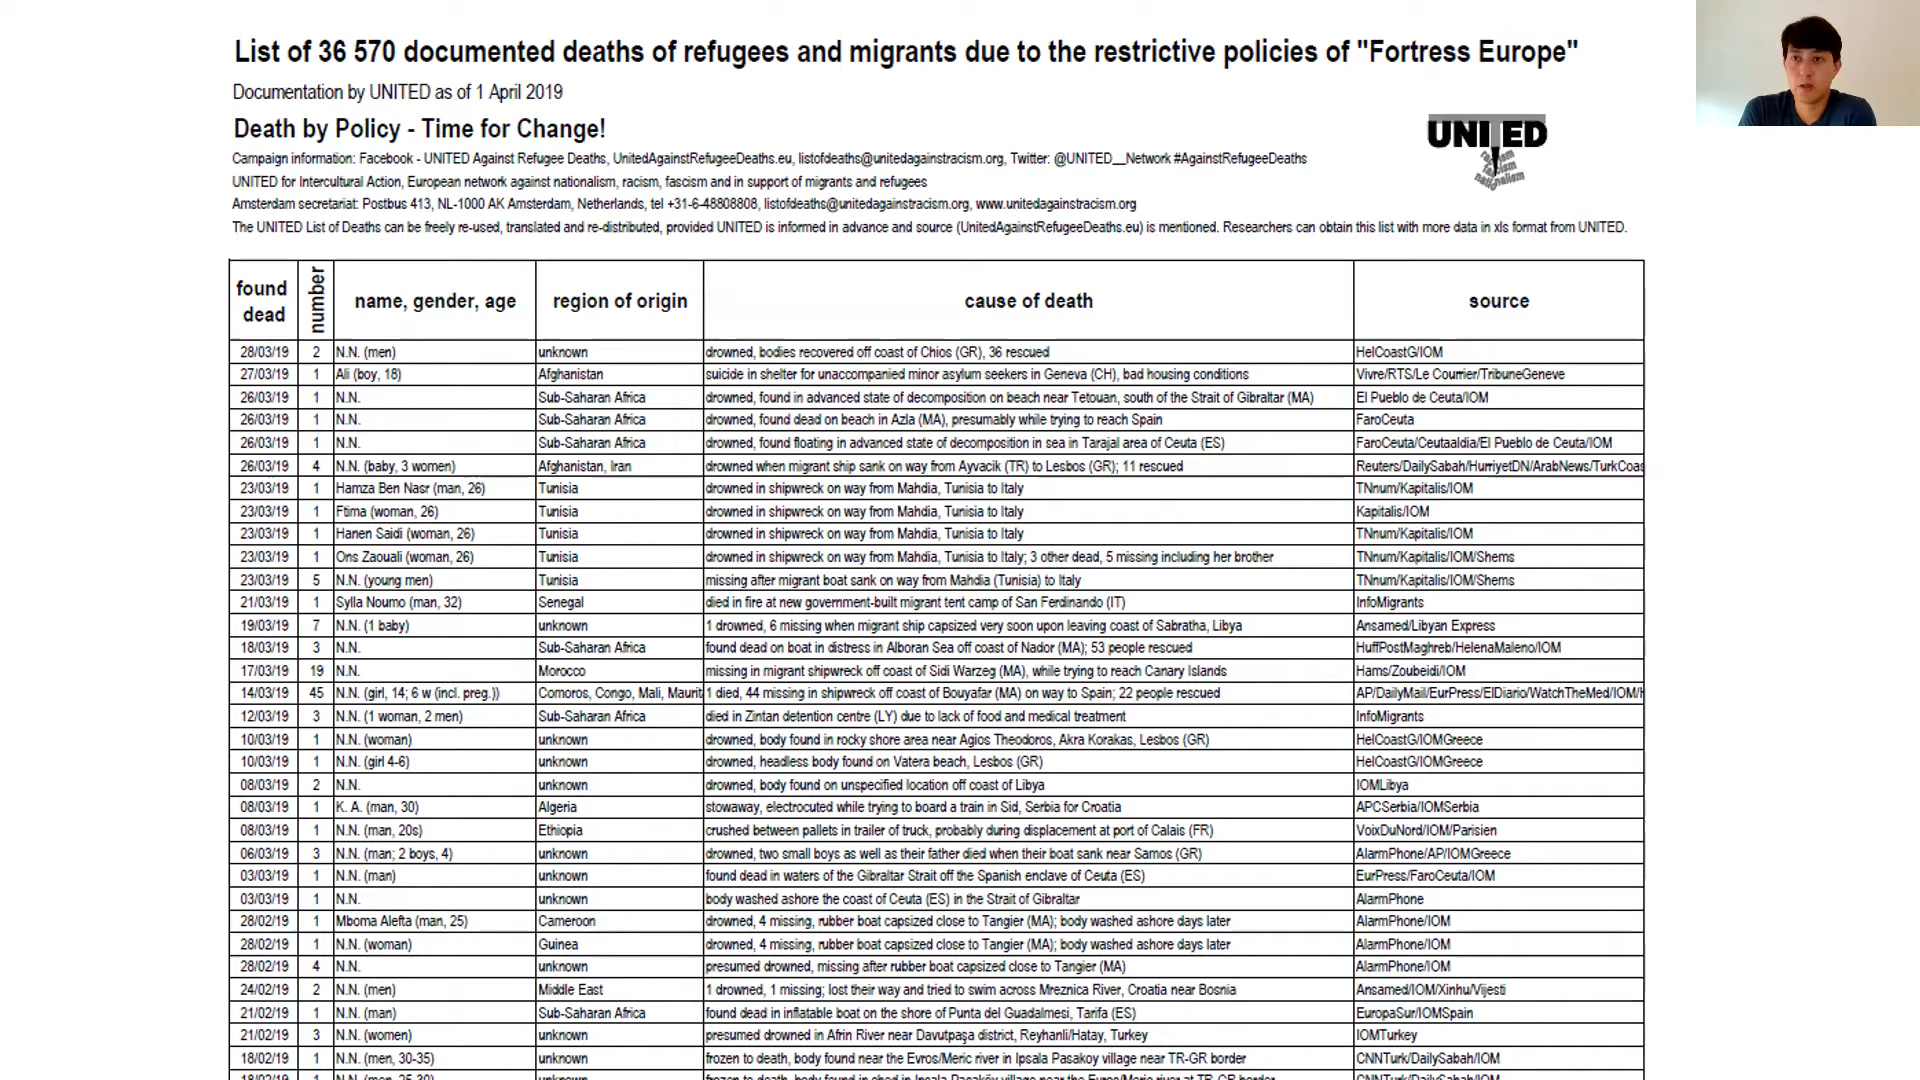 List of 36 570 documented deaths of refugees and migrants due to the restrictive policies of "Fortress Europe"
Documentation by UNITED as of 1 April 2019
Death by Policy - Time for Change!
Campaign information: Facebook - UNITED Against Refugee Deaths, UnitedAgainstRefugeeDeaths.eu, listofdeaths@unitedagainstracism.org, Twitter: @UNITED__Network #AgainstRefugeeDeaths
UNITED for Intercultural Action, European network against nationalism, racism, fascism and in support of migrants and refugees
Amsterdam secretariat: Postbus 413, NL-1000 AK Amsterdam, Netherlands, tel +31-6-48808808, listofdeaths@unitedagainstracism.org, www.unitedagainstracism.org
The UNITED List of Deaths can be freely re-used, translated and re-distributed, provided UNITED is informed in advance and source (UnitedAgainstRefugeeDeaths.eu) is mentioned. Researchers can obtain this list with more data in xls format from UNITED.
UNITED
nationalism
found dead number name, gender, age region of origin cause of death source
28/03/19 2 N.N. (men) unknown drowned, bodies recovered off coast of Chios (GR), 36 rescued HelCoastG/IOM
27/03/19 1 Ali (boy, 18) Afghanistan suicide in shelter for unaccompanied minor asylum seekers in Geneva (CH), bad housing conditions Vivre/RTS/Le Courrier/TribuneGeneve
26/03/19 1 N.N. Sub-Saharan Africa drowned, found in advanced state of decomposition on beach near Tetouan, south of the Strait of Gibraltar (MA) El Pueblo de Ceuta/IOM
26/03/19 1 N.N. Sub-Saharan Africa drowned, found dead on beach in Azla (MA), presumably while trying to reach Spain FaroCeuta
26/03/19 1 N.N. Sub-Saharan Africa drowned, found floating in advanced state of decomposition in sea in Tarajal area of Ceuta (ES) FaroCeuta/Ceutaaldia/El Pueblo de Ceuta/IOM
26/03/19 4 N.N. (baby, 3 women) Afghanistan, Iran drowned when migrant ship sank on way from Ayvacik (TR) to Lesbos (GR); 11 rescued Reuters/DailySabah/HurriyetDN/ArabNews/TurkCoas
23/03/19 1 Hamza Ben Nasr (man, 26) Tunisia drowned in shipwreck on way from Mahdia, Tunisia to Italy TNnum/Kapitalis/IOM
23/03/19 1 Ftima (woman, 26) Tunisia drowned in shipwreck on way from Mahdia, Tunisia to Italy Kapitalis/IOM
23/03/19 1 Hanen Saidi (woman, 26) Tunisia drowned in shipwreck on way from Mahdia, Tunisia to Italy TNnum/Kapitalis/IOM
23/03/19 1 Ons Zaouali (woman, 26) Tunisia drowned in shipwreck on way from Mahdia, Tunisia to Italy; 3 other dead, 5 missing including her brother TNnum/Kapitalis/IOM/Shems
23/03/19 5 N.N. (young men) Tunisia missing after migrant boat sank on way from Mahdia (Tunisia) to Italy TNnum/Kapitalis/IOM/Shems
21/03/19 1 Sylla Noumo (man, 32) Senegal died in fire at new government-built migrant tent camp of San Ferdinando (IT) InfoMigrants
19/03/19 7 N.N. (1 baby) unknown 1 drowned, 6 missing when migrant ship capsized very soon upon leaving coast of Sabratha, Libya Ansamed/Libyan Express
18/03/19 3 N.N. Sub-Saharan Africa found dead on boat in distress in Alboran Sea off coast of Nador (MA); 53 people rescued HuffPostMaghreb/HelenaMaleno/IOM
17/03/19 19 N.N. Morocco missing in migrant shipwreck off coast of Sidi Warzeg (MA), while trying to reach Canary Islands Hams/Zoubeidi/IOM
14/03/19 45 N.N. (girl, 14; 6 w (incl. preg.)) Comoros, Congo, Mali, Maurit 1 died, 44 missing in shipwreck off coast of Bouyafar (MA) on way to Spain; 22 people rescued AP/DailyMail/EurPress/ElDiario/WatchTheMed/IOM/
12/03/19 3 N.N. (1 woman, 2 men) Sub-Saharan Africa died in Zintan detention centre (LY) due to lack of food and medical treatment InfoMigrants
10/03/19 1 N.N. (woman) unknown drowned, body found in rocky shore area near Agios Theodoros, Akra Korakas, Lesbos (GR) HelCoastG/IOMGreece
10/03/19 1 N.N. (girl 4-6) unknown drowned, headless body found on Vatera beach, Lesbos (GR) HelCoastG/IOMGreece
08/03/19 2 N.N. unknown drowned, body found on unspecified location off coast of Libya IOMLibya
08/03/19 1 K. A. (man, 30) Algeria stowaway, electrocuted while trying to board a train in Sid, Serbia for Croatia APCSerbia/IOMSerbia
08/03/19 1 N.N. (man, 20s) Ethiopia crushed between pallets in trailer of truck, probably during displacement at port of Calais (FR) VoixDuNord/IOM/Parisien
06/03/19 3 N.N. (man; 2 boys, 4) unknown drowned, two small boys as well as their father died when their boat sank near Samos (GR) AlarmPhone/AP/IOMGreece
03/03/19 1 N.N. (man) unknown found dead in waters of the Gibraltar Strait off the Spanish enclave of Ceuta (ES) EurPress/FaroCeuta/IOM
03/03/19 1 N.N. unknown body washed ashore the coast of Ceuta (ES) in the Strait of Gibraltar AlarmPhone
28/02/19 1 Mboma Alefta (man, 25) Cameroon drowned, 4 missing, rubber boat capsized close to Tangier (MA); body washed ashore days later AlarmPhone/IOM
28/02/19 1 N.N. (woman) Guinea drowned, 4 missing, rubber boat capsized close to Tangier (MA); body washed ashore days later AlarmPhone/IOM
28/02/19 4 N.N. unknown presumed drowned, missing after rubber boat capsized close to Tangier (MA) AlarmPhone/IOM
24/02/19 2 N.N. (men) Middle East 1 drowned, 1 missing; lost their way and tried to swim across Mreznica River, Croatia near Bosnia Ansamed/IOM/Xinhu/Vijesti
21/02/19 1 N.N. (man) Sub-Saharan Africa found dead in inflatable boat on the shore of Punta del Guadalmesi, Tarifa (ES) EuropaSur/IOMSpain
21/02/19 3 N.N. (women) unknown presumed drowned in Afrin River near Davutpaşa district, Reyhanli/Hatay, Turkey IOMTurkey
18/02/19 1 N.N. (men, 30-35) unknown frozen to death, body found near the Evros/Meric river in Ipsala Pasakoy village near TR-GR border CNNTurk/DailySabah/IOM